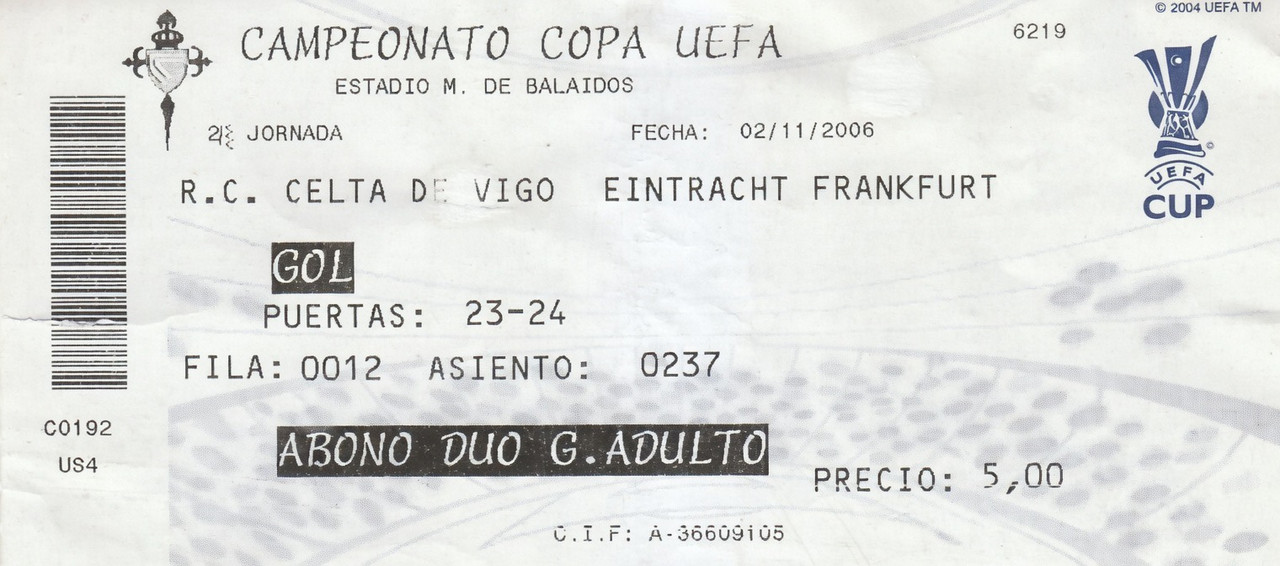 © 2004 UEFA TM
6219
CAMPEONATO COPA UEFA
ESTADIO M. DE BALAIDOS
JORNADA FECHA: 02/11/2006
R.C. CELTA DE VIGO EINTRACHT FRANKFURT
UEFA
CUP
GOL
PUERTAS: 23-24
FILA: 0012 ASIENTO: 0237
C0192
US4
ABONO DUO G.ADULTO
PRECIO: 5,00
C.I.F: A-36609105